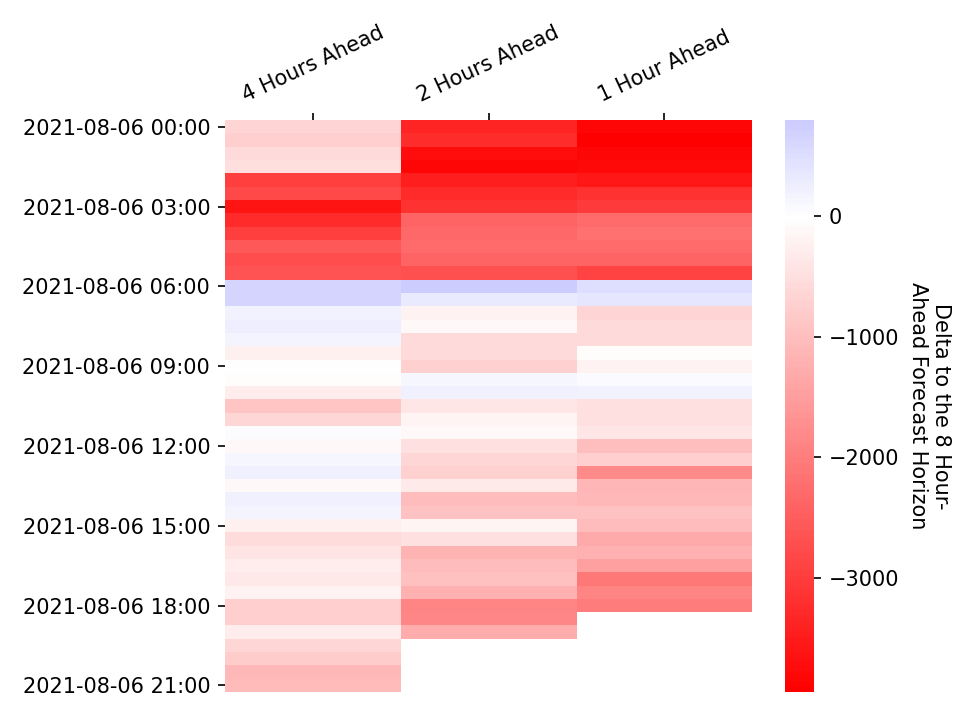 4 Hours Ahead
2 Hours Ahead
1 Hour Ahead
2021-08-06 00:00
2021-08-06 03:00
2021-08-06 06:00
2021-08-06 09:00
2021-08-06 12:00
2021-08-06 15:00
2021-08-06 18:00
2021-08-06 21:00
0
−1000
−2000
−3000
Delta to the 8 Hour-
Ahead Forecast Horizon